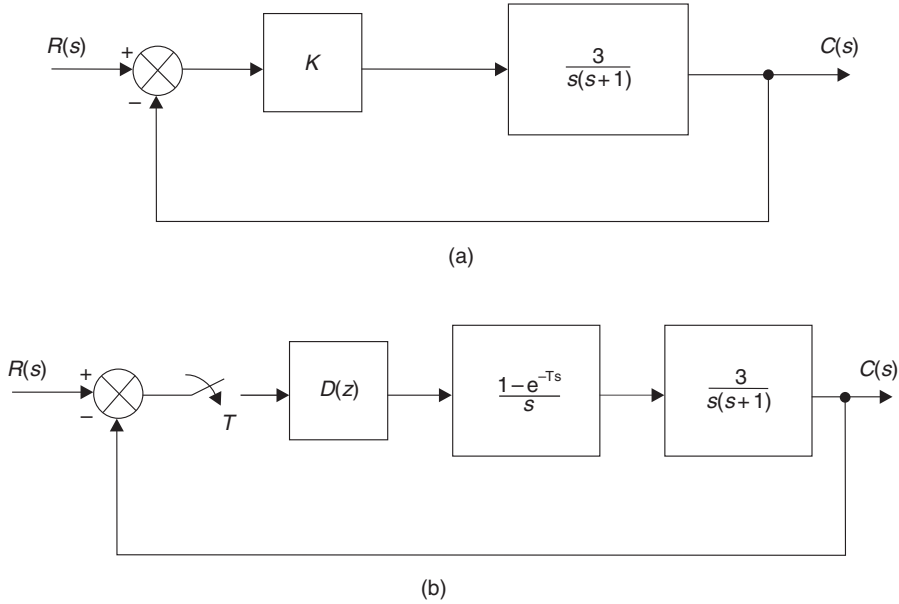 R(s)
+
−
K
3
s(s+1)
C(s)
(a)
R(s)
+
−
T
D(z)
1−e−Ts
s
3
s(s+1)
C(s)
(b)